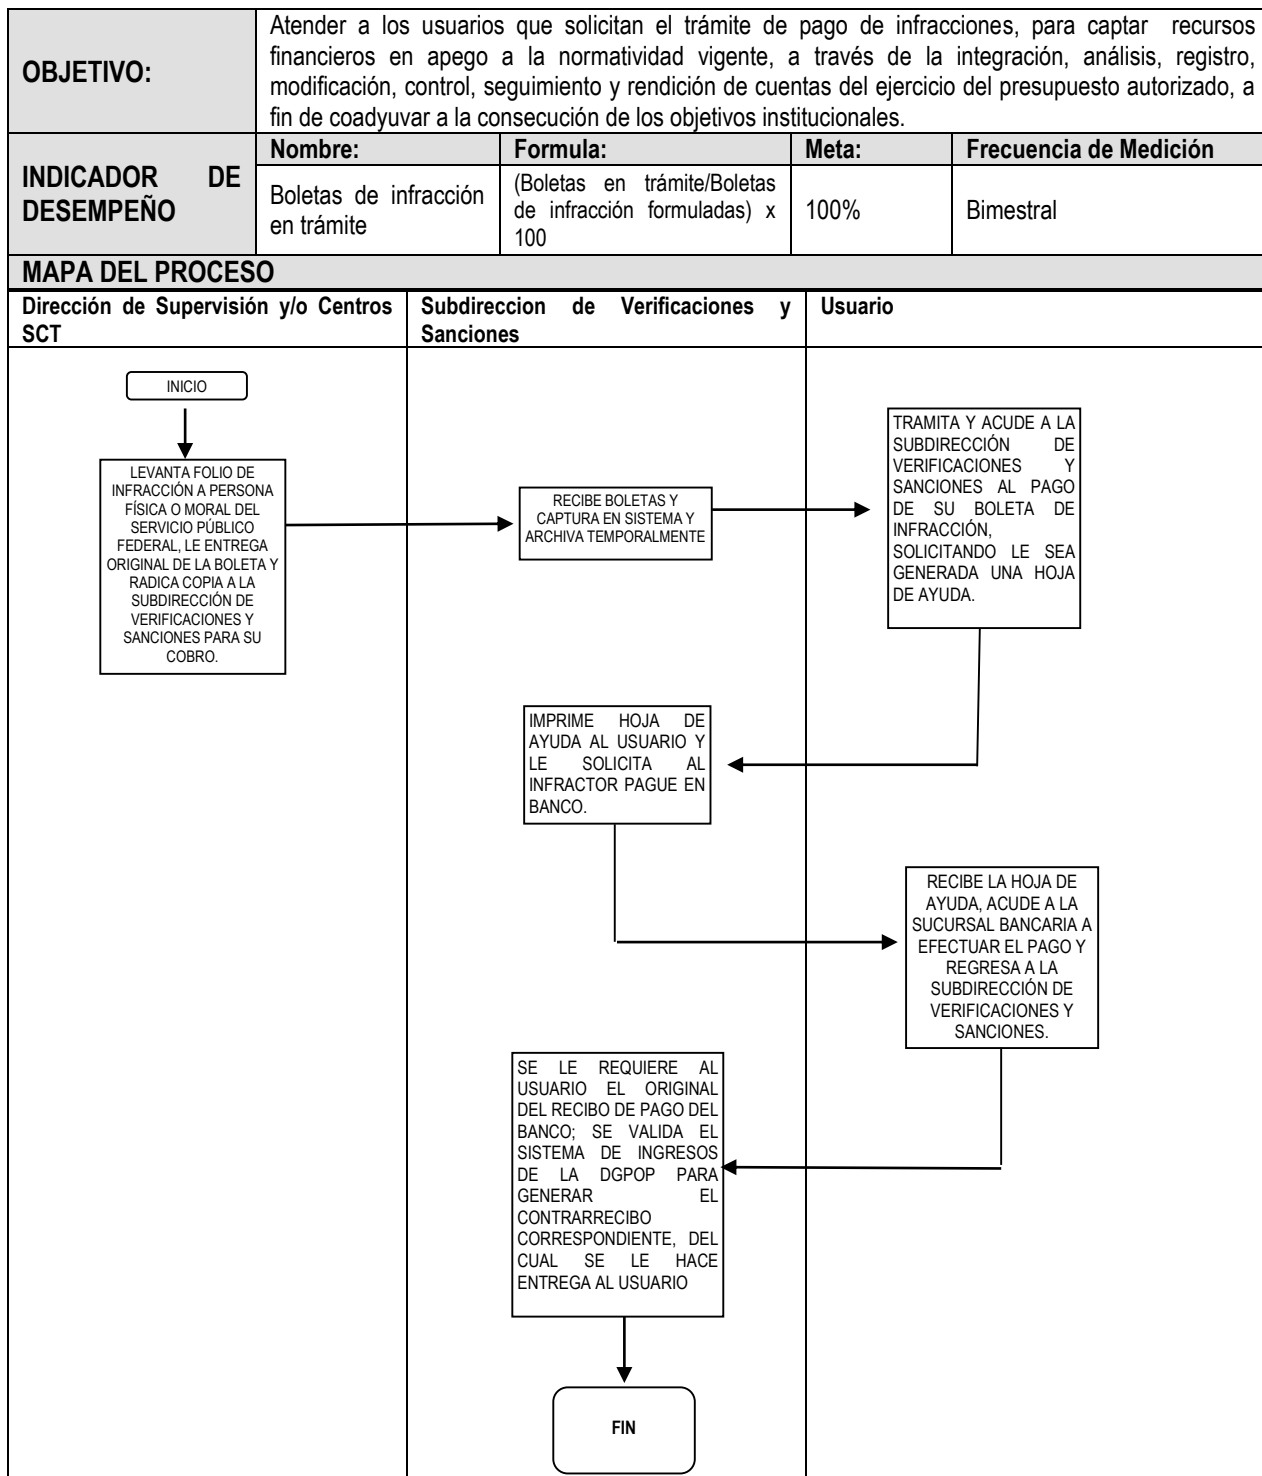 OBJETIVO:
Atender a los usuarios que solicitan el trámite de pago de infracciones, para captar recursos
financieros en apego a la normatividad vigente, a través de la integración, análisis, registro,
modificación, control, seguimiento y rendición de cuentas del ejercicio del presupuesto autorizado, a
fin de coadyuvar a la consecución de los objetivos institucionales.
INDICADOR DE
DESEMPEÑO
Nombre:
Formula:
Meta:
Frecuencia de Medición
Boletas de infracción
en trámite
(Boletas en trámite/Boletas
de infracción formuladas) x
100
100%
Bimestral
MAPA DEL PROCESO
Dirección de Supervisión y/o Centros
SCT
Subdireccion de Verificaciones y
Sanciones
Usuario
INICIO
LEVANTA FOLIO DE
INFRACCIÓN A PERSONA
FÍSICA O MORAL DEL
SERVICIO PÚBLICO
FEDERAL, LE ENTREGA
ORIGINAL DE LA BOLETA Y
RADICA COPIA A LA
SUBDIRECCIÓN DE
VERIFICACIONES Y
SANCIONES PARA SU
COBRO.
RECIBE BOLETAS Y
CAPTURA EN SISTEMA Y
ARCHIVA TEMPORALMENTE
TRAMITA Y ACUDE A LA
SUBDIRECCIÓN DE
VERIFICACIONES Y
SANCIONES AL PAGO
DE SU BOLETA DE
INFRACCIÓN,
SOLICITANDO LE SEA
GENERADA UNA HOJA
DE AYUDA.
IMPRIME HOJA DE
AYUDA AL USUARIO Y
LE SOLICITA AL
INFRACTOR PAGUE EN
BANCO.
RECIBE LA HOJA DE
AYUDA, ACUDE A LA
SUCURSAL BANCARIA A
EFECTUAR EL PAGO Y
REGRESA A LA
SUBDIRECCIÓN DE
VERIFICACIONES Y
SANCIONES.
SE LE REQUIERE AL
USUARIO EL ORIGINAL
DEL RECIBO DE PAGO DEL
BANCO; SE VALIDA EL
SISTEMA DE INGRESOS
DE LA DGPOP PARA
GENERAR EL
CONTRARRECIBO
CORRESPONDIENTE, DEL
CUAL SE LE HACE
ENTREGA AL USUARIO
FIN